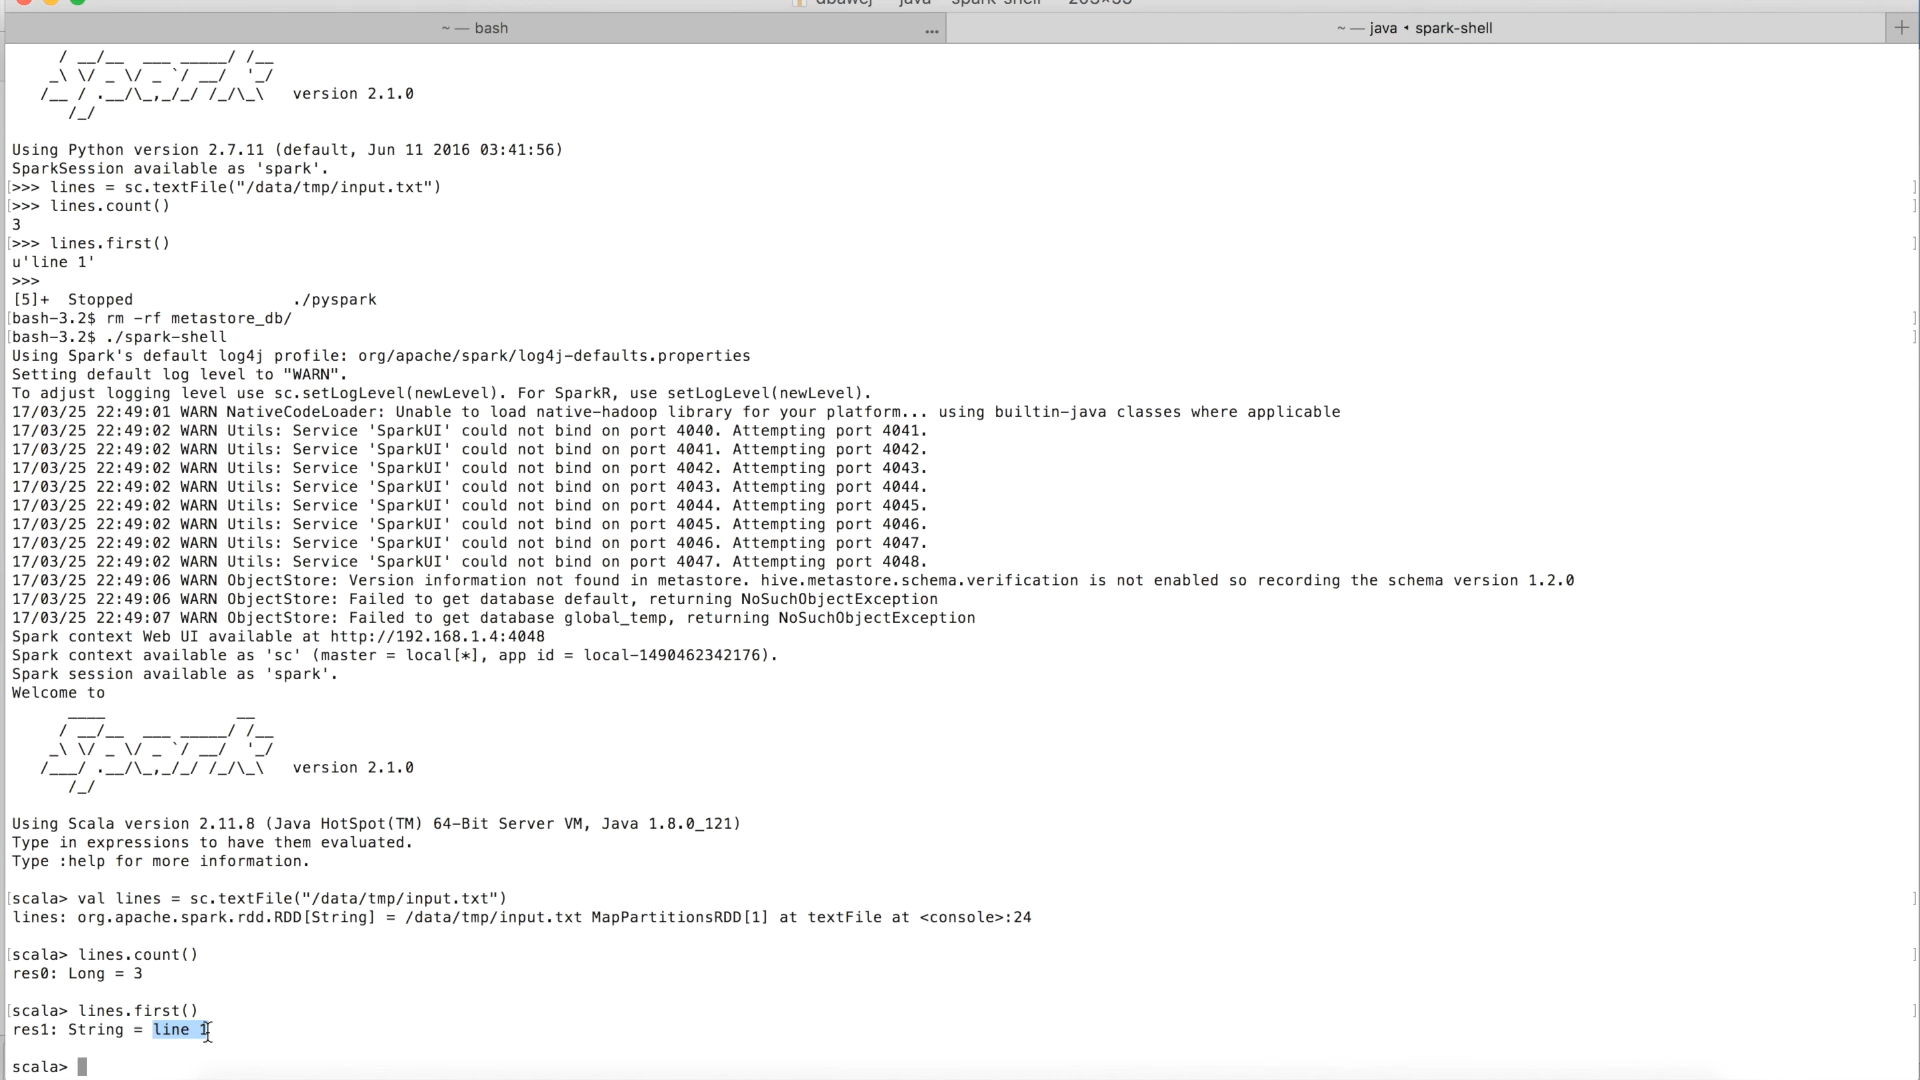 dbawej — java — spark-shell — 203×55
~ — bash
...
~ — java ◂ spark-shell
+
    / __/__  ___ _____/ /__
    _\ \/ _ \/ _ `/ __/  '_/
   /__ / .__/\_,_/_/ /_/\_\   version 2.1.0
      /_/
Using Python version 2.7.11 (default, Jun 11 2016 03:41:56)
SparkSession available as 'spark'.
[>>> lines = sc.textFile("/data/tmp/input.txt")
[>>> lines.count()
3
[>>> lines.first()
u'line 1'
>>>
[5]+  Stopped                 ./pyspark
[bash-3.2$ rm -rf metastore_db/
[bash-3.2$ ./spark-shell
Using Spark's default log4j profile: org/apache/spark/log4j-defaults.properties
Setting default log level to "WARN".
To adjust logging level use sc.setLogLevel(newLevel). For SparkR, use setLogLevel(newLevel).
17/03/25 22:49:01 WARN NativeCodeLoader: Unable to load native-hadoop library for your platform... using builtin-java classes where applicable
17/03/25 22:49:02 WARN Utils: Service 'SparkUI' could not bind on port 4040. Attempting port 4041.
17/03/25 22:49:02 WARN Utils: Service 'SparkUI' could not bind on port 4041. Attempting port 4042.
17/03/25 22:49:02 WARN Utils: Service 'SparkUI' could not bind on port 4042. Attempting port 4043.
17/03/25 22:49:02 WARN Utils: Service 'SparkUI' could not bind on port 4043. Attempting port 4044.
17/03/25 22:49:02 WARN Utils: Service 'SparkUI' could not bind on port 4044. Attempting port 4045.
17/03/25 22:49:02 WARN Utils: Service 'SparkUI' could not bind on port 4045. Attempting port 4046.
17/03/25 22:49:02 WARN Utils: Service 'SparkUI' could not bind on port 4046. Attempting port 4047.
17/03/25 22:49:02 WARN Utils: Service 'SparkUI' could not bind on port 4047. Attempting port 4048.
17/03/25 22:49:06 WARN ObjectStore: Version information not found in metastore. hive.metastore.schema.verification is not enabled so recording the schema version 1.2.0
17/03/25 22:49:06 WARN ObjectStore: Failed to get database default, returning NoSuchObjectException
17/03/25 22:49:07 WARN ObjectStore: Failed to get database global_temp, returning NoSuchObjectException
Spark context Web UI available at http://192.168.1.4:4048
Spark context available as 'sc' (master = local[*], app id = local-1490462342176).
Spark session available as 'spark'.
Welcome to
      ____              __
     / __/__  ___ _____/ /__
    _\ \/ _ \/ _ `/ __/  '_/
   /___/ .__/\_,_/_/ /_/\_\   version 2.1.0
      /_/
Using Scala version 2.11.8 (Java HotSpot(TM) 64-Bit Server VM, Java 1.8.0_121)
Type in expressions to have them evaluated.
Type :help for more information.
[scala> val lines = sc.textFile("/data/tmp/input.txt")
lines: org.apache.spark.rdd.RDD[String] = /data/tmp/input.txt MapPartitionsRDD[1] at textFile at <console>:24
[scala> lines.count()
res0: Long = 3
[scala> lines.first()
res1: String = line 1
scala>